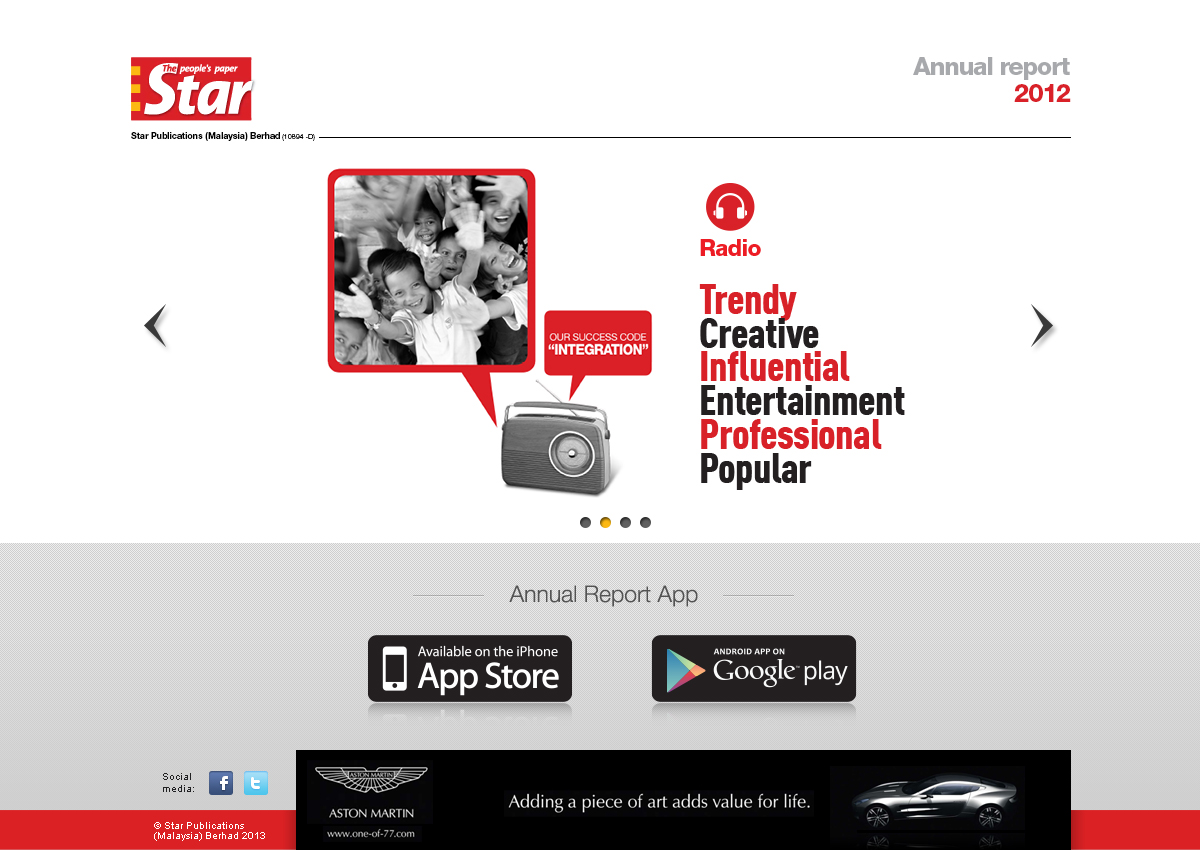 The people's paper
Star
Annual report
2012
Star Publications (Malaysia) Berhad (10894 -D)
Radio
OUR SUCCESS CODE
“INTEGRATION”
Trendy
Creative
Influential
Entertainment
Professional
Popular
Annual Report App
Available on the iPhone
App Store
ANDROID APP ON
Google™ play
Social
media:
f
t
ASTON MARTIN
ASTON MARTIN
www.one-of-77.com
Adding a piece of art adds value for life.
© Star Publications
(Malaysia) Berhad 2013